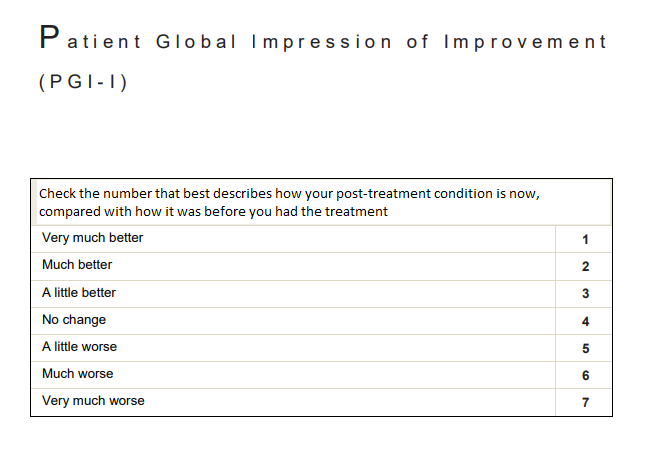 Patient Global Impression of Improvement
(PGI-I)
Check the number that best describes how your post-treatment condition is now,
compared with how it was before you had the treatment
Very much better 1
Much better 2
A little better 3
No change 4
A little worse 5
Much worse 6
Very much worse 7